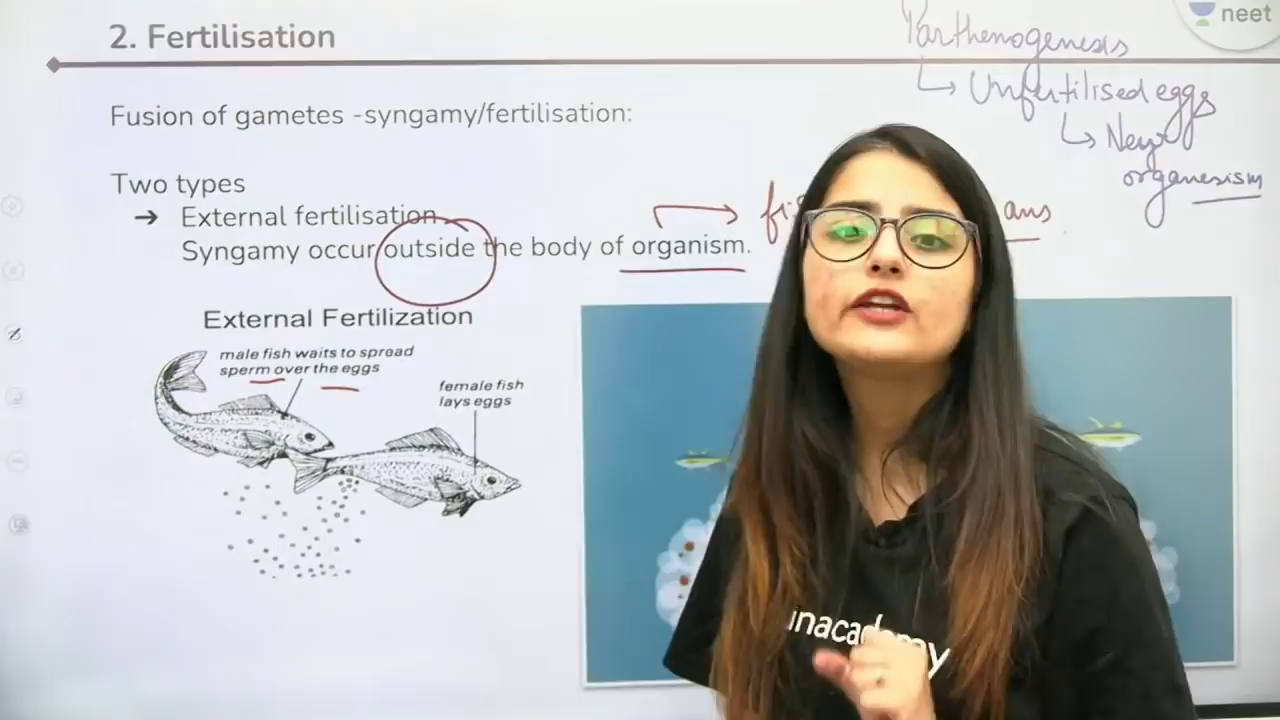 2. Fertilisation
neet
Parthenogenesis
↳ Unfertilised eggs
↳ New
organesism
Fusion of gametes -syngamy/fertilisation:
Two types
➔ External fertilisation
Syngamy occur outside the body of organism.
External Fertilization
male fish waits to spread
sperm over the eggs
female fish
lays eggs
inacademy